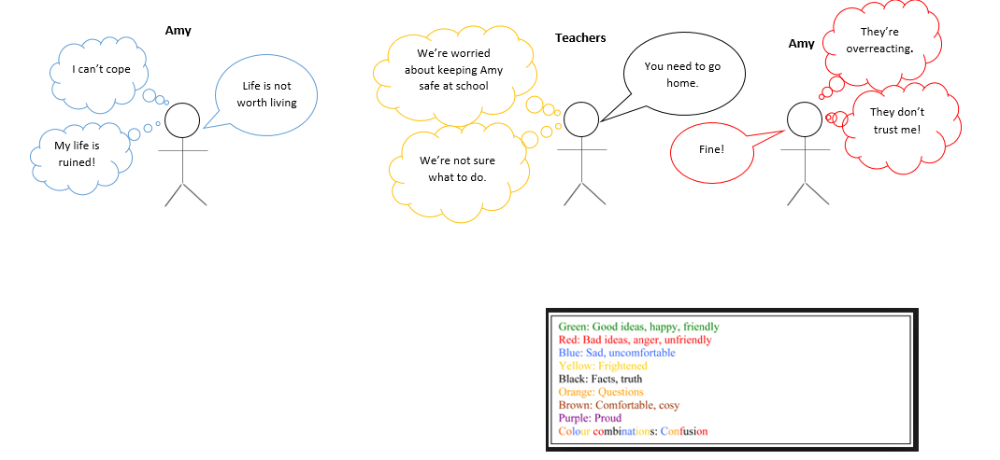 Amy
I can't cope
Life is not
worth living
My life is
ruined!
Teachers
We're worried
about keeping Amy
safe at school
You need to go
home.
We're not sure
what to do.
Amy
They're
overreacting.
They don't
trust me!
Fine!
Green: Good ideas, happy, friendly
Red: Bad ideas, anger, unfriendly
Blue: Sad, uncomfortable
Yellow: Frightened
Black: Facts, truth
Orange: Questions
Brown: Comfortable, cosy
Purple: Proud
Colour combinations: Confusion